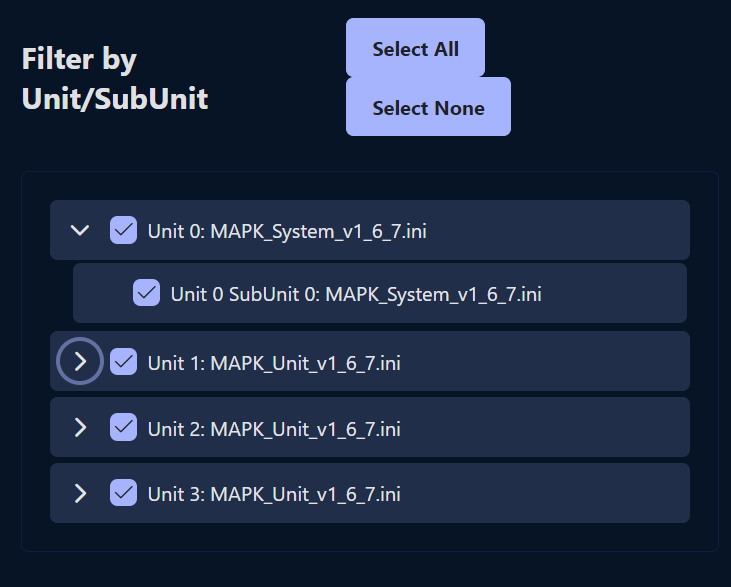 Filter by
Unit/SubUnit
Select All
Select None
Unit 0: MAPK_System_v1_6_7.ini
Unit 0 SubUnit 0: MAPK_System_v1_6_7.ini
Unit 1: MAPK_Unit_v1_6_7.ini
Unit 2: MAPK_Unit_v1_6_7.ini
Unit 3: MAPK_Unit_v1_6_7.ini